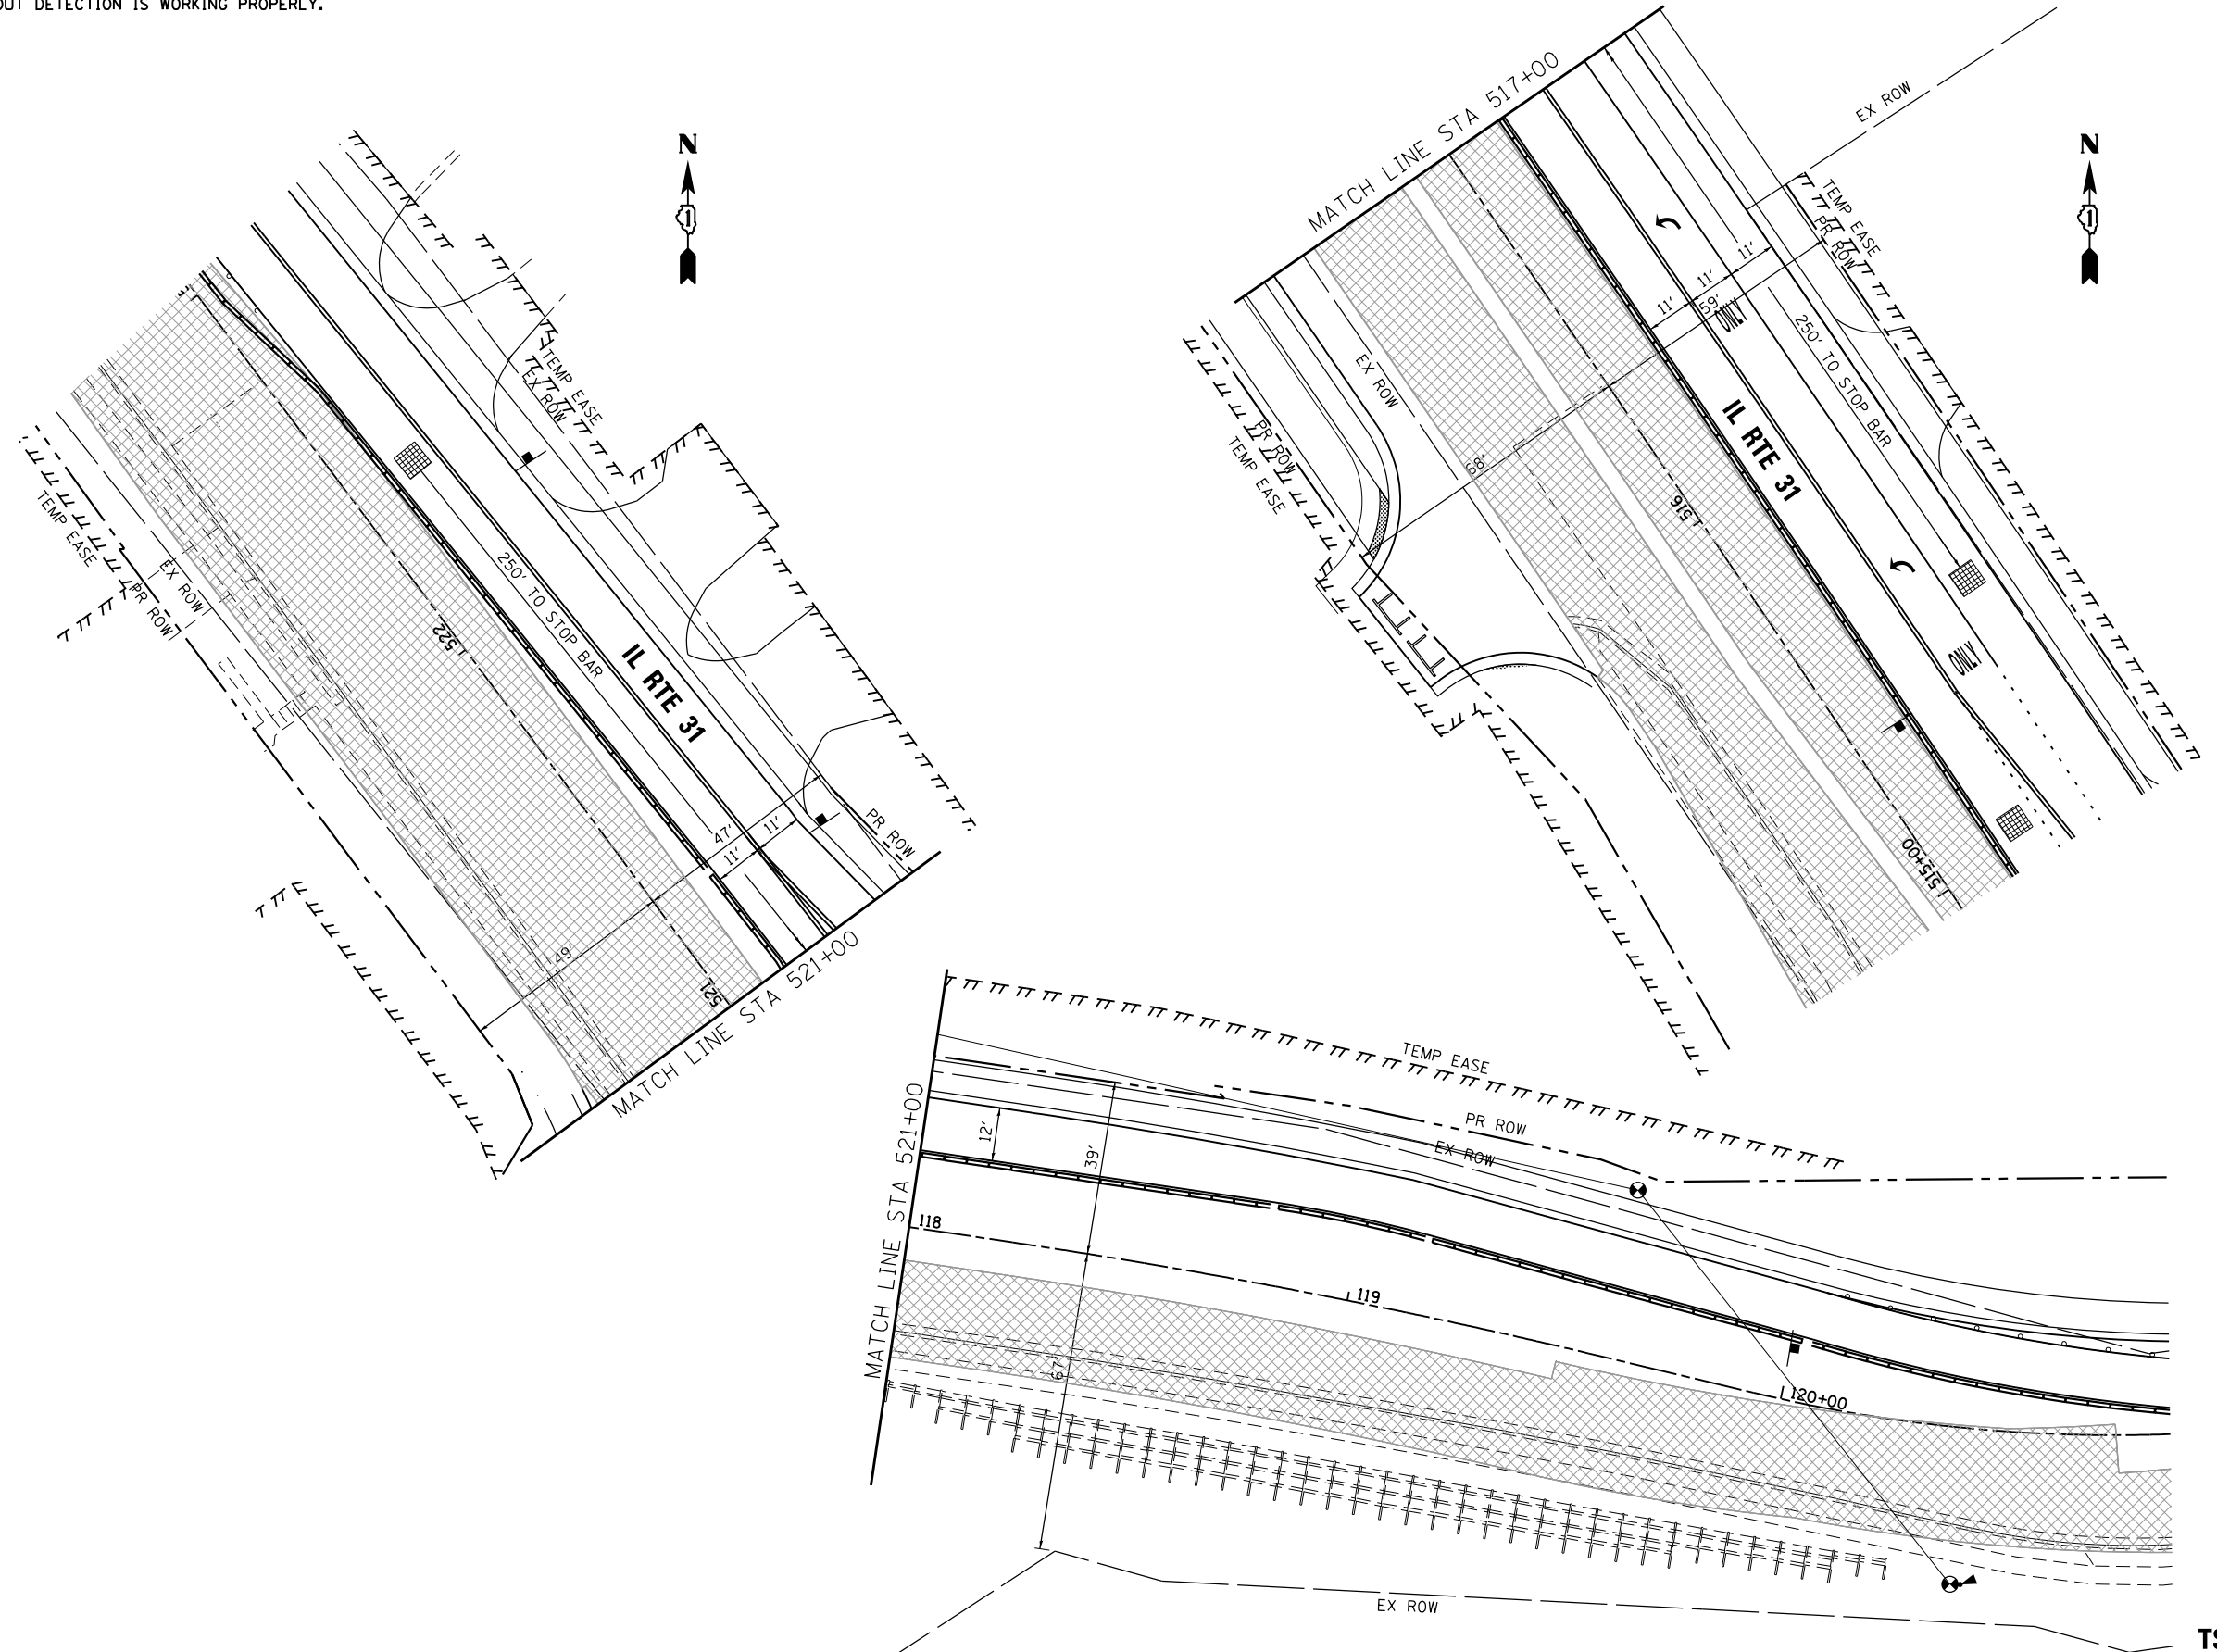 OUT DETECTION IS WORKING PROPERLY.
N
1
TEMP EASE
EX ROW
TEMP EASE
EX ROW
PR ROW
522
250' TO STOP BAR
IL RTE 31
47'
11'
11'
PR ROW
49'
521
MATCH LINE STA 521+00
MATCH LINE STA 517+00
EX ROW
N
1
TEMP EASE
PR ROW
11'
11'
11'
59'
ONLY
250' TO STOP BAR
EX ROW
IL RTE 31
PR ROW
TEMP EASE
68'
516
ONLY
515+00
MATCH LINE STA 521+00
TEMP EASE
PR ROW
EX ROW
12'
39'
118
119
120+00
67'
EX ROW
TS